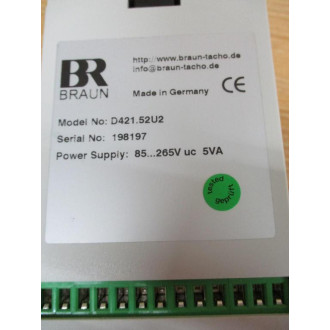 BR
BRAUN
http://www.braun-tacho.de
info@braun-tacho.de
Made in Germany CE
Model No: D421.52U2
Serial No: 198197
Power Supply: 85...265V uc 5VA
tested